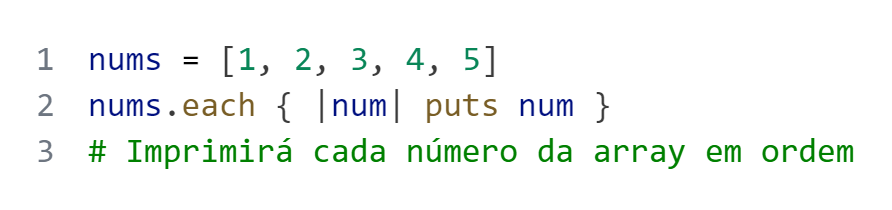 1 nums = [1, 2, 3, 4, 5]
2 nums.each { |num| puts num }
3 # Imprimirá cada número da array em ordem